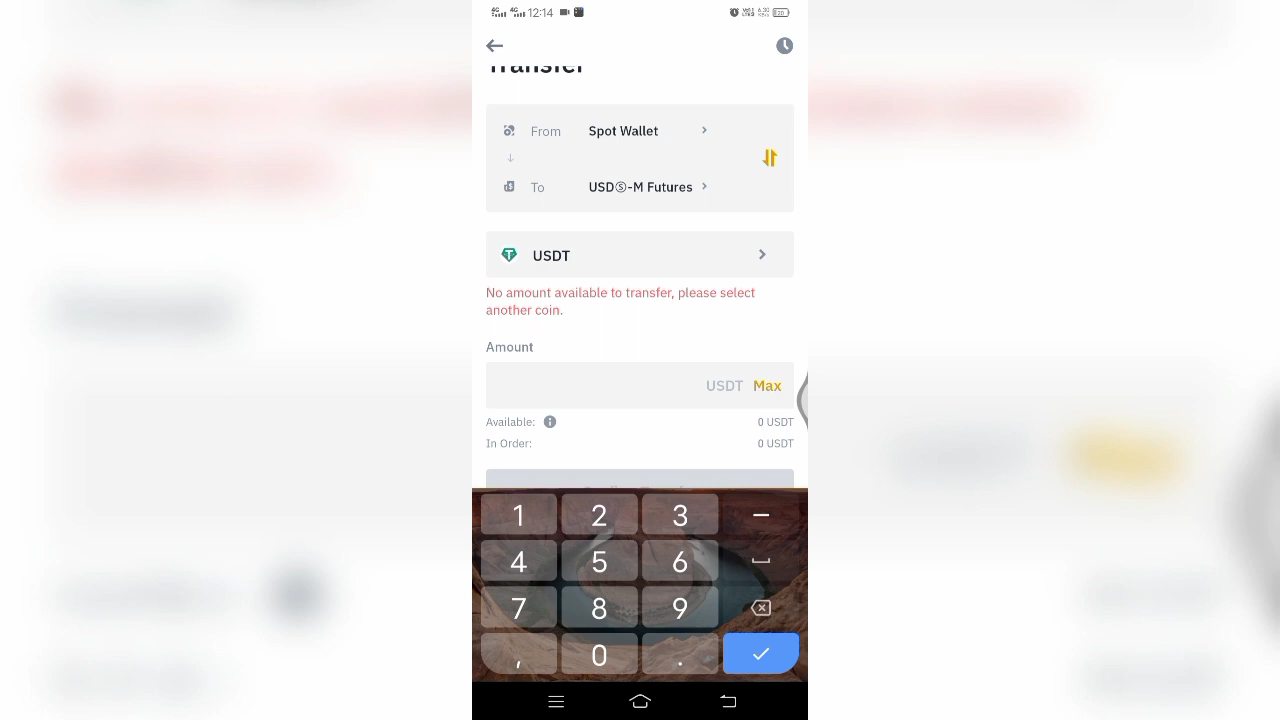 12:14
Transfer
From Spot Wallet
To USDⓈ-M Futures
USDT
No amount available to transfer, please select
another coin.
Amount
USDT Max
Available: 0 USDT
In Order: 0 USDT
1 2 3 –
4 5 6
7 8 9
, 0 .